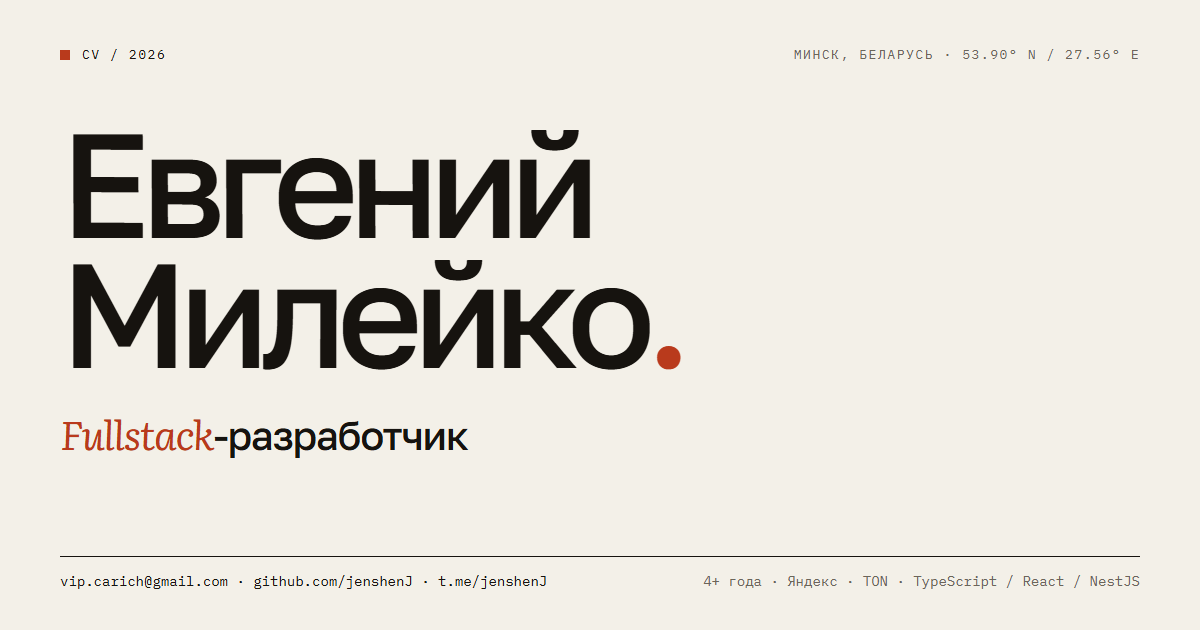 CV / 2026
МИНСК, БЕЛАРУСЬ · 53.90° N / 27.56° E
Евгений
Милейко.
Fullstack-разработчик
vip.carich@gmail.com · github.com/jenshenJ · t.me/jenshenJ
4+ года · Яндекс · TON · TypeScript / React / NestJS